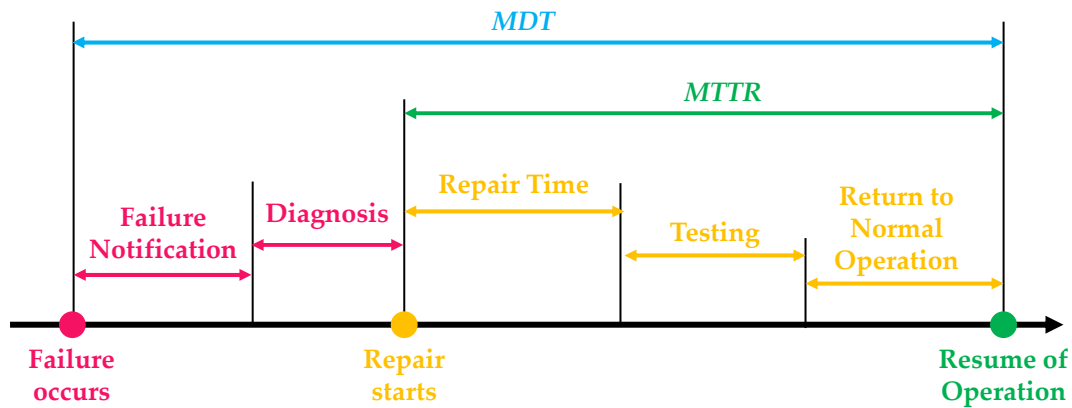 MDT
MTTR
Repair Time
Return to
Normal
Operation
Diagnosis
Failure
Notification
Testing
Failure
occurs
Repair
starts
Resume of
Operation